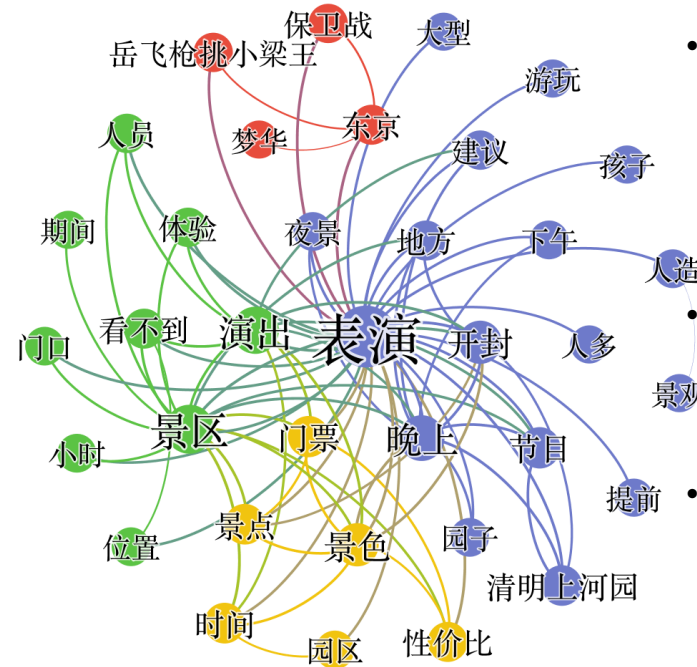 保卫战
大型
岳飞枪挑小梁王
游玩
人员
梦华
东京
建议
孩子
期间
体验
夜景
地方
下午
人造
门口
看不到
演出
表演
开封
人多
景观
小时
景区
门票
晚上
节目
提前
位置
景点
景色
园子
清明上河园
时间
园区
性价比